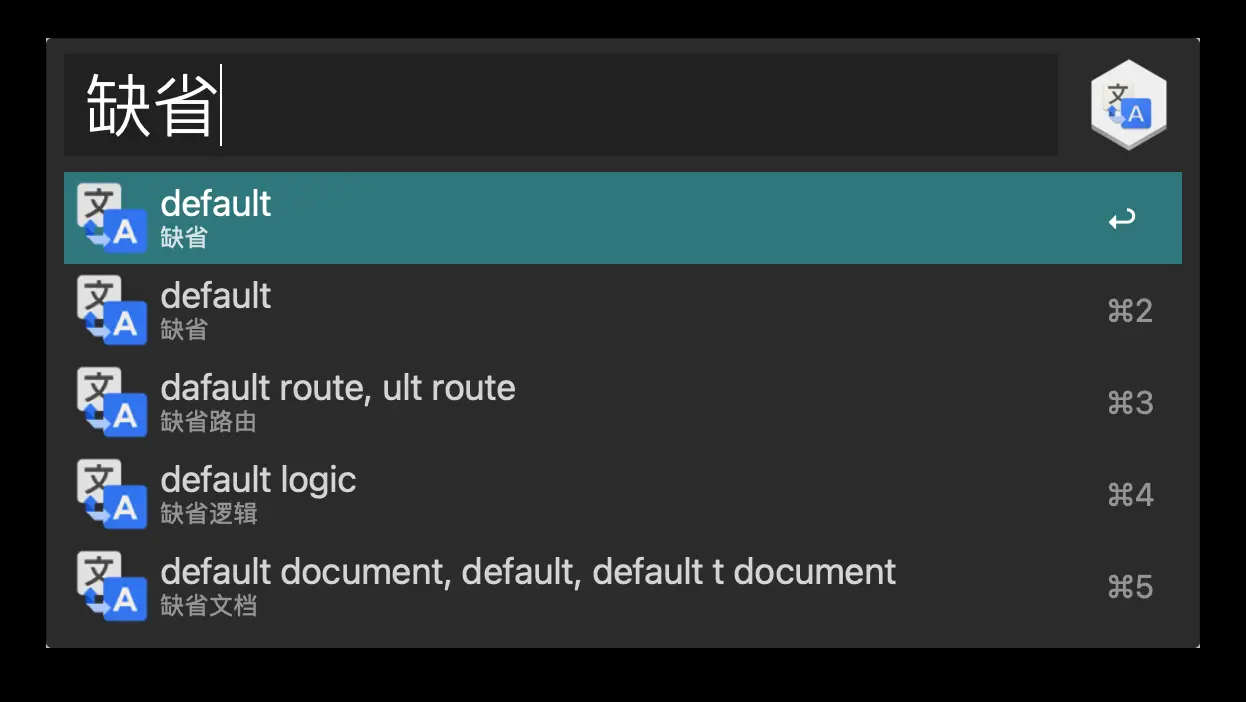 缺省
default
缺省
default
缺省
⌘2
dafault route, ult route
缺省路由
⌘3
default logic
缺省逻辑
⌘4
default document, default, default t document
缺省文档
⌘5